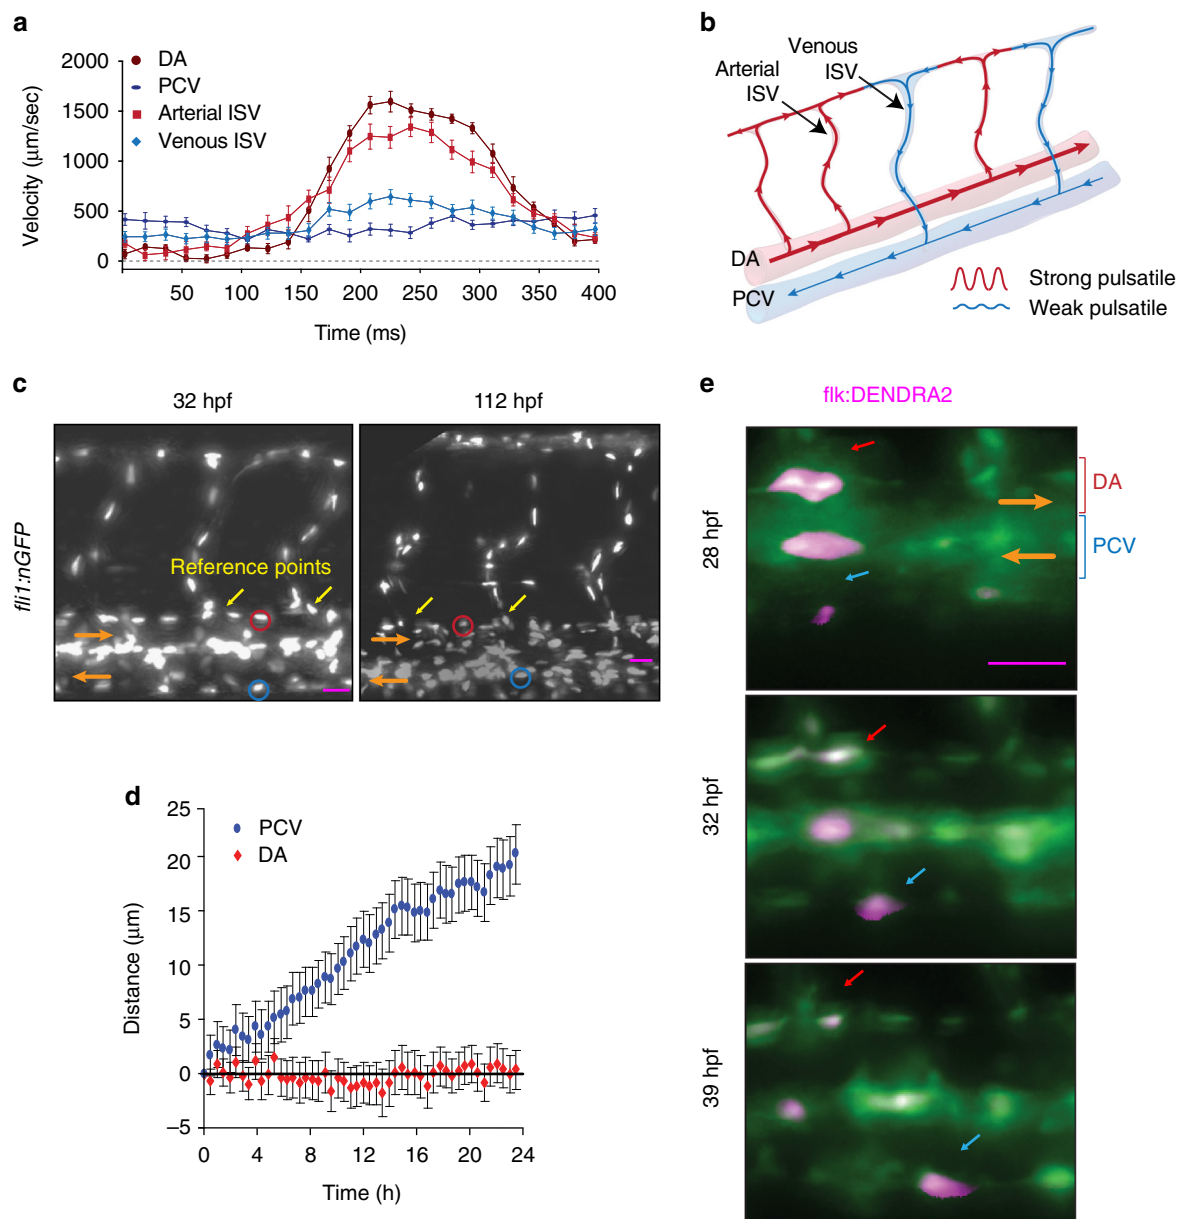 a
DA
PCV
Arterial ISV
Venous ISV
Velocity (µm/sec)
2000
1500
1000
500
0
50 100 150 200 250 300 350 400
Time (ms)
b
Venous
ISV
Arterial
ISV
DA
PCV
Strong pulsatile
Weak pulsatile
c
32 hpf
112 hpf
fli1:nGFP
Reference points
d
PCV
DA
Distance (µm)
25
20
15
10
5
0
–5
0 4 8 12 16 20 24
Time (h)
e
flk:DENDRA2
28 hpf
DA
PCV
32 hpf
39 hpf